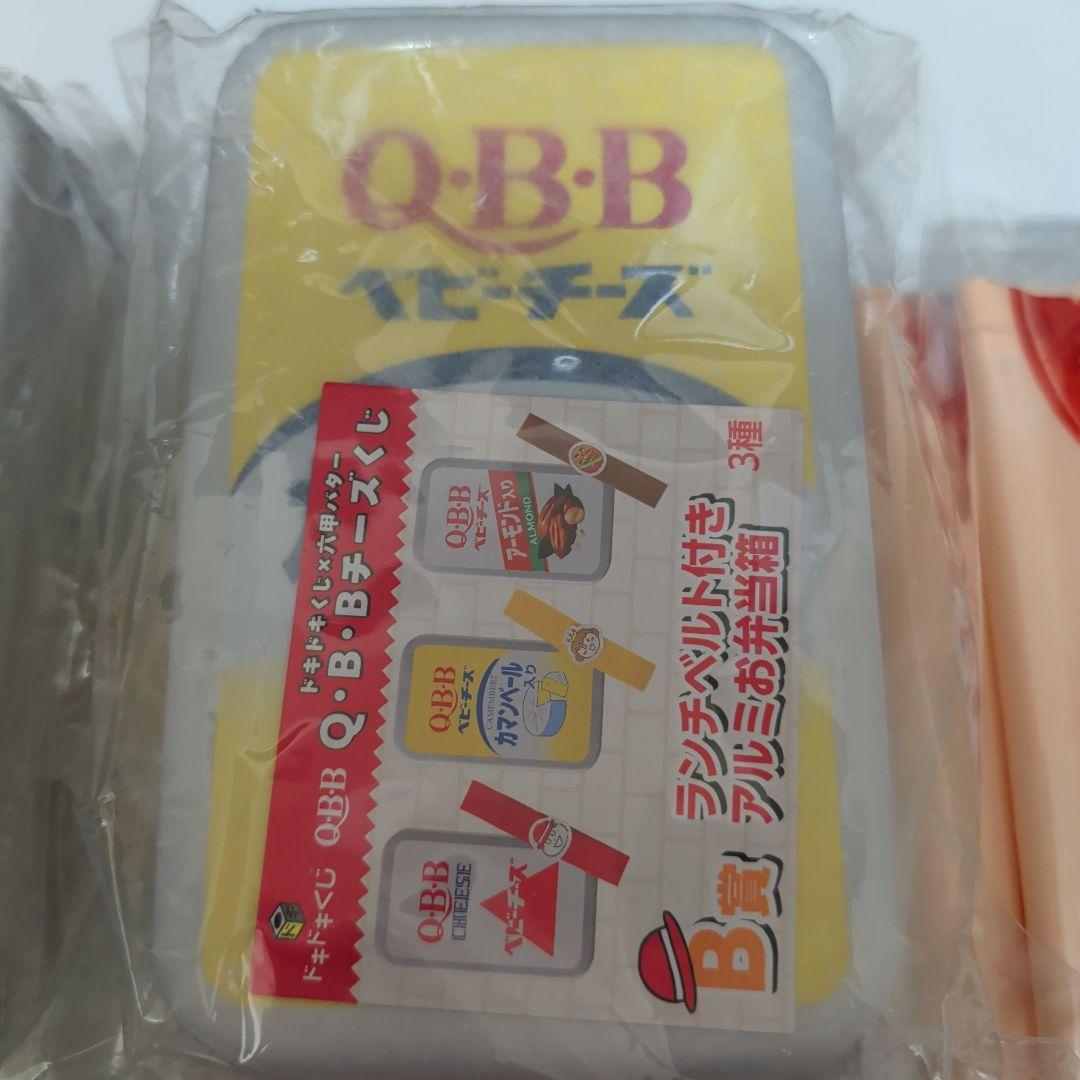 Q·B·B
ベビーチーズ
ドキドキくじ×六甲バター
Q・B・Bチーズくじ
ドキドキくじ
Q·B·B
Q·B·B
ベビーチーズ
アーモンド入り
ALMOND
Q·B·B
ベビーチーズ
CAMEMBERT
カマンベール
入り
Q·B·B
CHEESE
ベビーチーズ
B賞
ランチベルト付き
アルミお弁当箱
3種